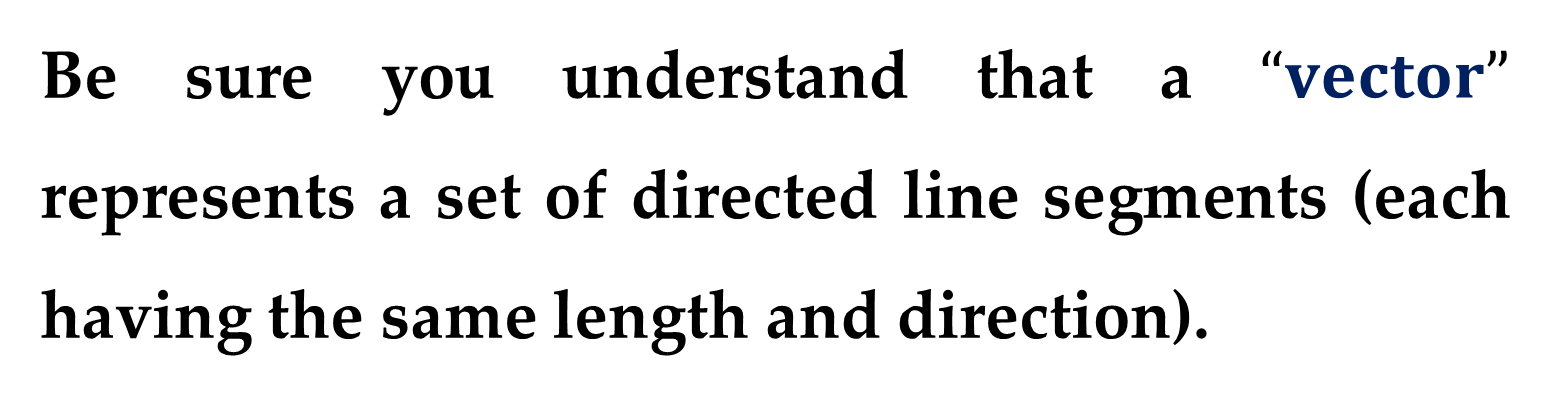 Be sure you understand that a “vector”
represents a set of directed line segments (each
having the same length and direction).